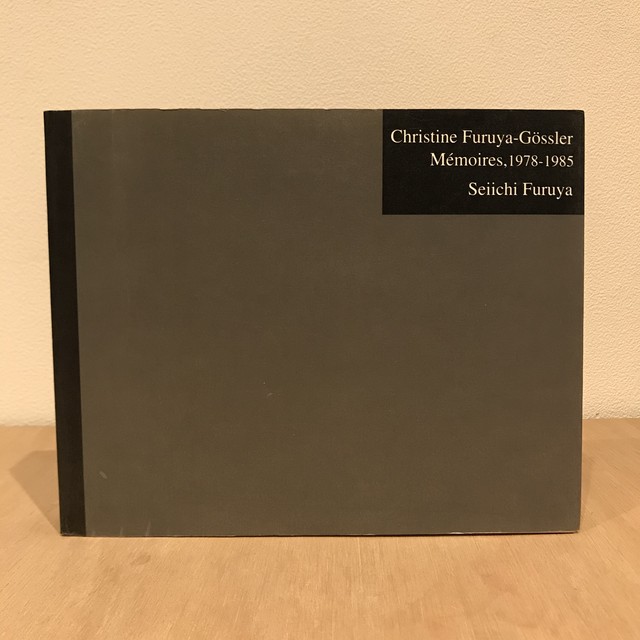 Christine Furuya-Gössler
Mémoires,1978-1985
Seiichi Furuya